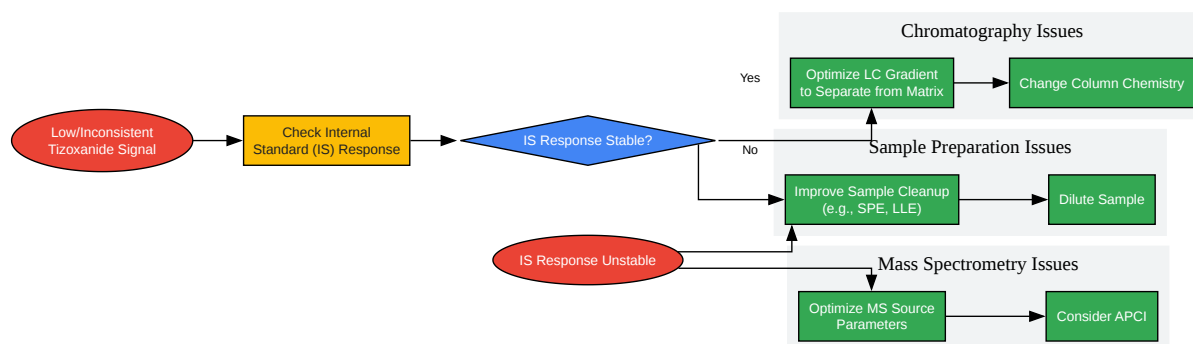 Low/Inconsistent
Tizoxanide Signal
Check Internal
Standard (IS) Response
IS Response Stable?
Yes
No
Chromatography Issues
Optimize LC Gradient
to Separate from Matrix
Change Column Chemistry
Sample Preparation Issues
Improve Sample Cleanup
(e.g., SPE, LLE)
Dilute Sample
IS Response Unstable
Mass Spectrometry Issues
Optimize MS Source
Parameters
Consider APCI